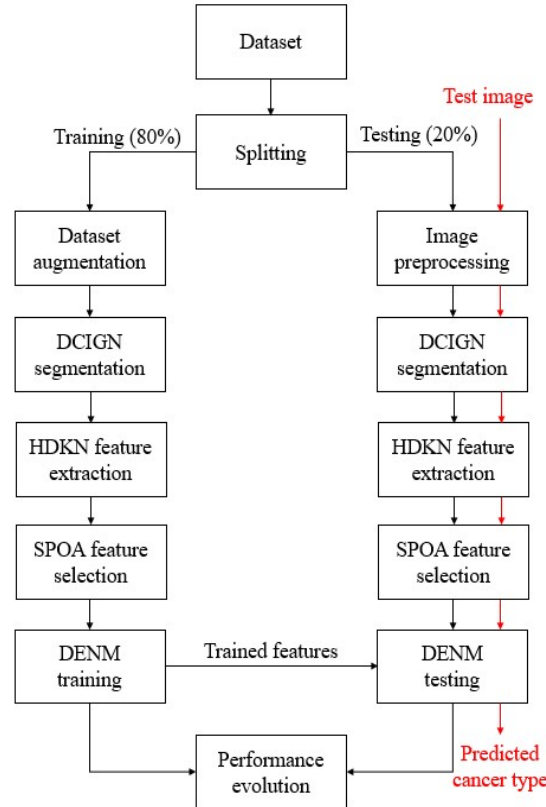 Dataset
Test image
Training (80%)
Splitting
Testing (20%)
Dataset
augmentation
Image
preprocessing
DCIGN
segmentation
DCIGN
segmentation
HDKN feature
extraction
HDKN feature
extraction
SPOA feature
selection
SPOA feature
selection
DENM
training
Trained features
DENM
testing
Performance
evolution
Predicted
cancer type